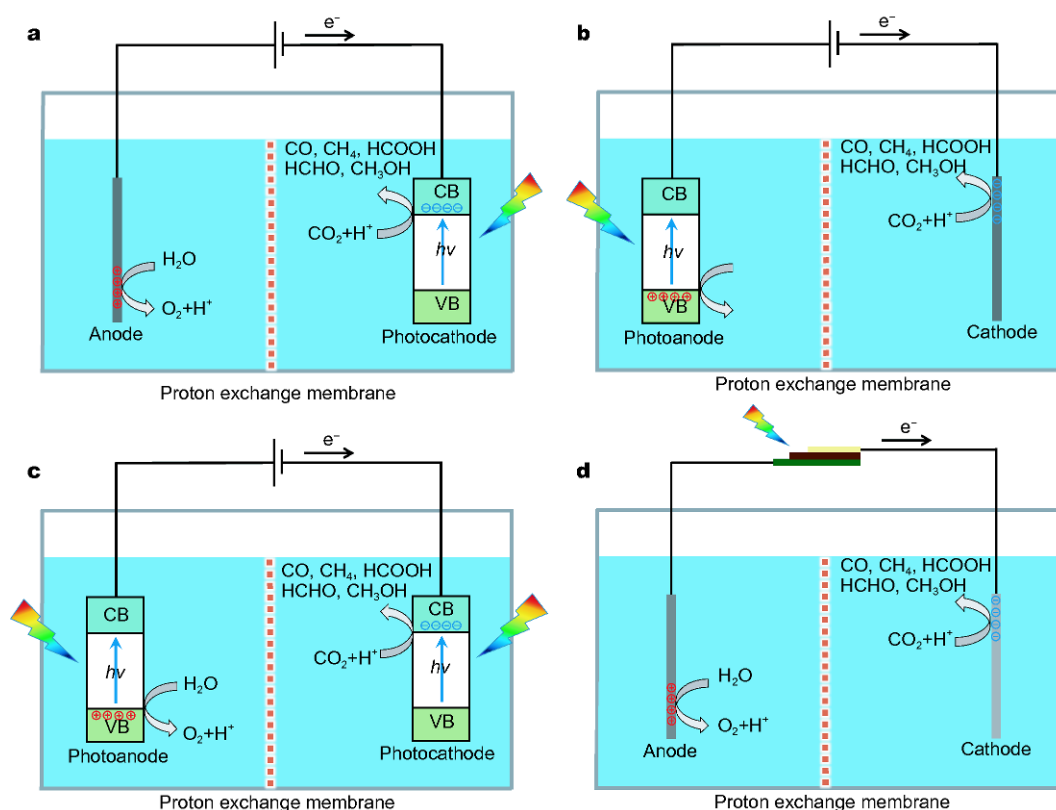 a
e⁻
CO, CH₄, HCOOH
HCHO, CH₃OH
CB
CO₂+H⁺
hv
H₂O
VB
O₂+H⁺
Anode
Photocathode
Proton exchange membrane
b
e⁻
CO, CH₄, HCOOH
HCHO, CH₃OH
CB
CO₂+H⁺
hv
VB
Photoanode
Cathode
Proton exchange membrane
c
e⁻
CO, CH₄, HCOOH
HCHO, CH₃OH
CB
CB
CO₂+H⁺
hv
hv
H₂O
VB
O₂+H⁺
VB
Photoanode
Photocathode
Proton exchange membrane
d
e⁻
CO, CH₄, HCOOH
HCHO, CH₃OH
CO₂+H⁺
H₂O
O₂+H⁺
Anode
Cathode
Proton exchange membrane